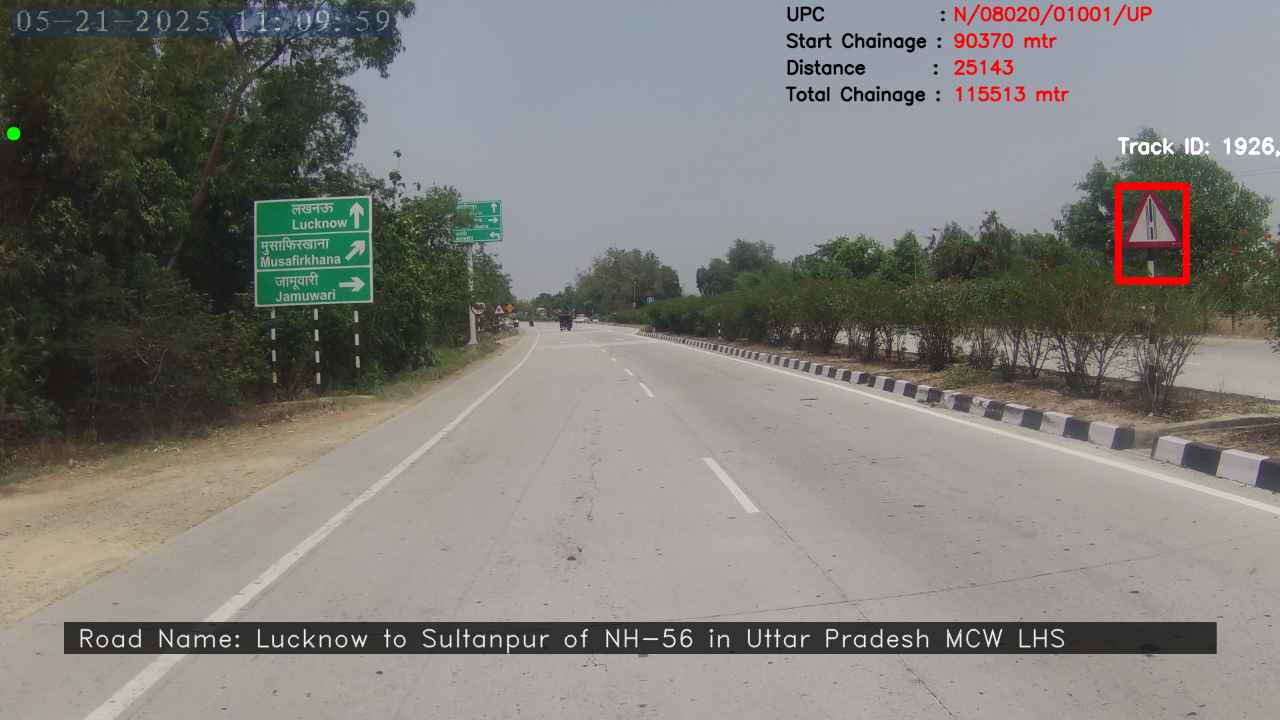 05-21-2025 11:09:59
UPC : N/08020/01001/UP
Start Chainage : 90370 mtr
Distance : 25143
Total Chainage : 115513 mtr
Track ID: 1926,
लखनऊ
Lucknow
मुसाफिरखाना
Musafirkhana
जामूवारी
Jamuwari
Road Name: Lucknow to Sultanpur of NH-56 in Uttar Pradesh MCW LHS